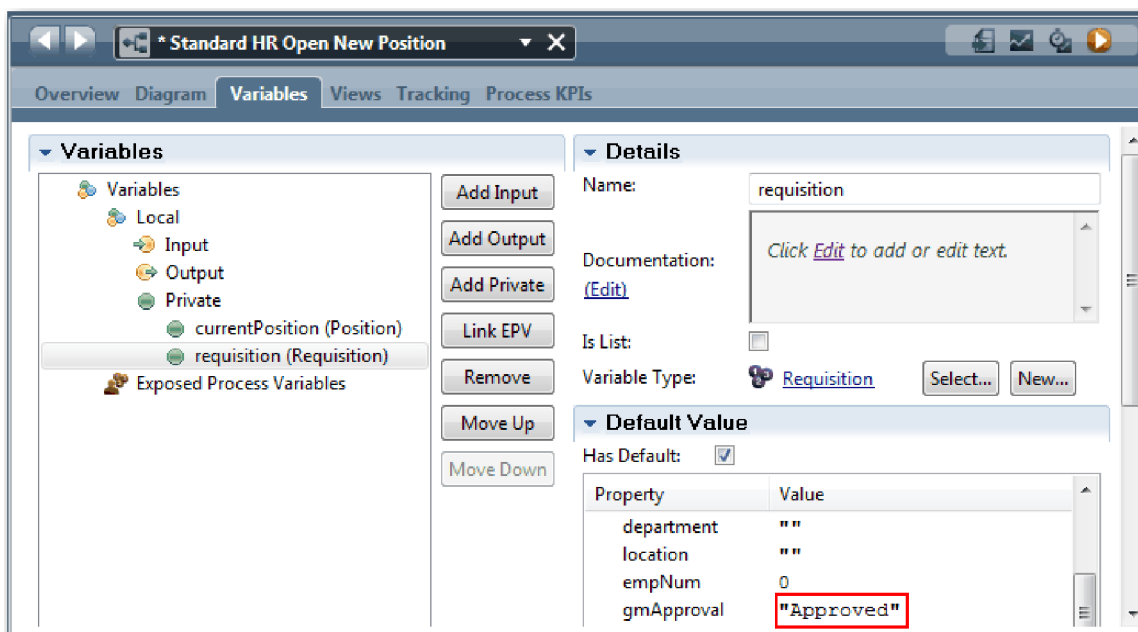 * Standard HR Open New Position
Overview Diagram Variables Views Tracking Process KPIs
Variables
Variables
Local
Input
Output
Private
currentPosition (Position)
requisition (Requisition)
Exposed Process Variables
Add Input
Add Output
Add Private
Link EPV
Remove
Move Up
Move Down
Details
Name: requisition
Documentation: Click Edit to add or edit text.
(Edit)
Is List:
Variable Type: Requisition Select... New...
Default Value
Has Default:
Property Value
department ""
location ""
empNum 0
gmApproval "Approved"